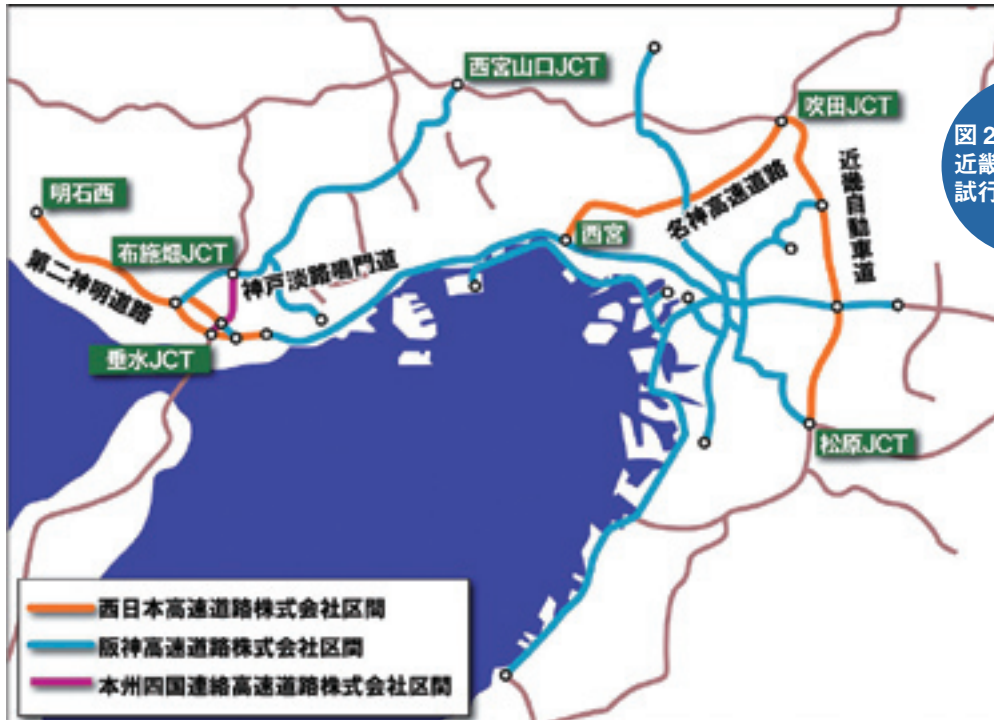 西宮山口JCT
吹田JCT
図2
近畿
試行
近畿自動車道
明石西
名神高速道路
西宮
布施畑JCT
神戸淡路鳴門道
第二神明道路
垂水JCT
松原JCT
西日本高速道路株式会社区間
阪神高速道路株式会社区間
本州四国連絡高速道路株式会社区間